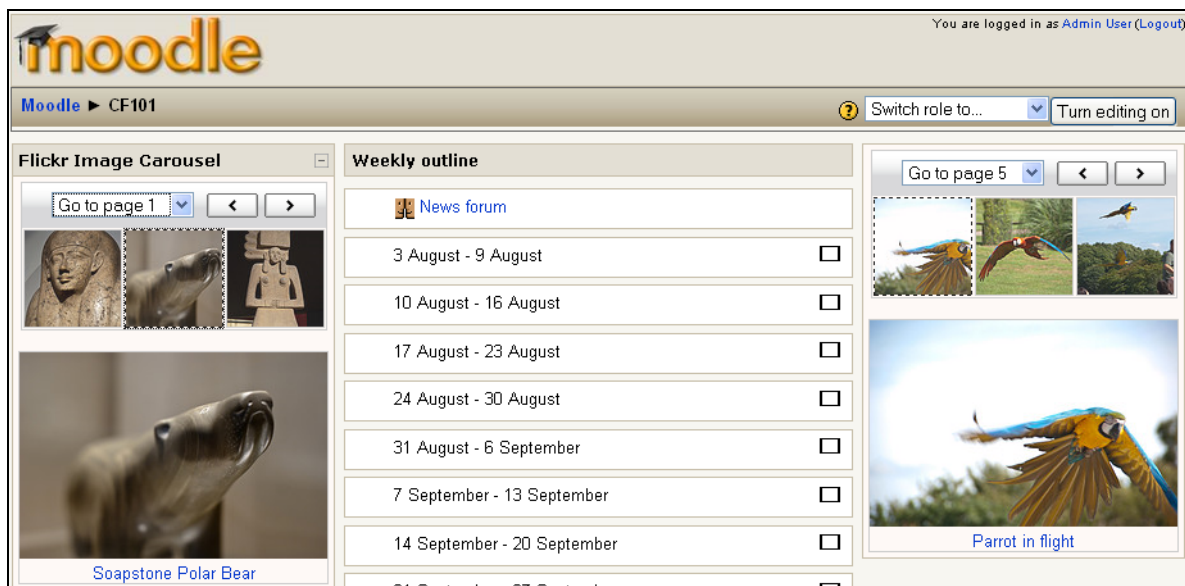 You are logged in as Admin User (Logout)
moodle
Moodle ► CF101
Switch role to...
Turn editing on
Flickr Image Carousel
Go to page 1
<
>
Soapstone Polar Bear
Weekly outline
News forum
3 August - 9 August
10 August - 16 August
17 August - 23 August
24 August - 30 August
31 August - 6 September
7 September - 13 September
14 September - 20 September
Go to page 5
<
>
Parrot in flight